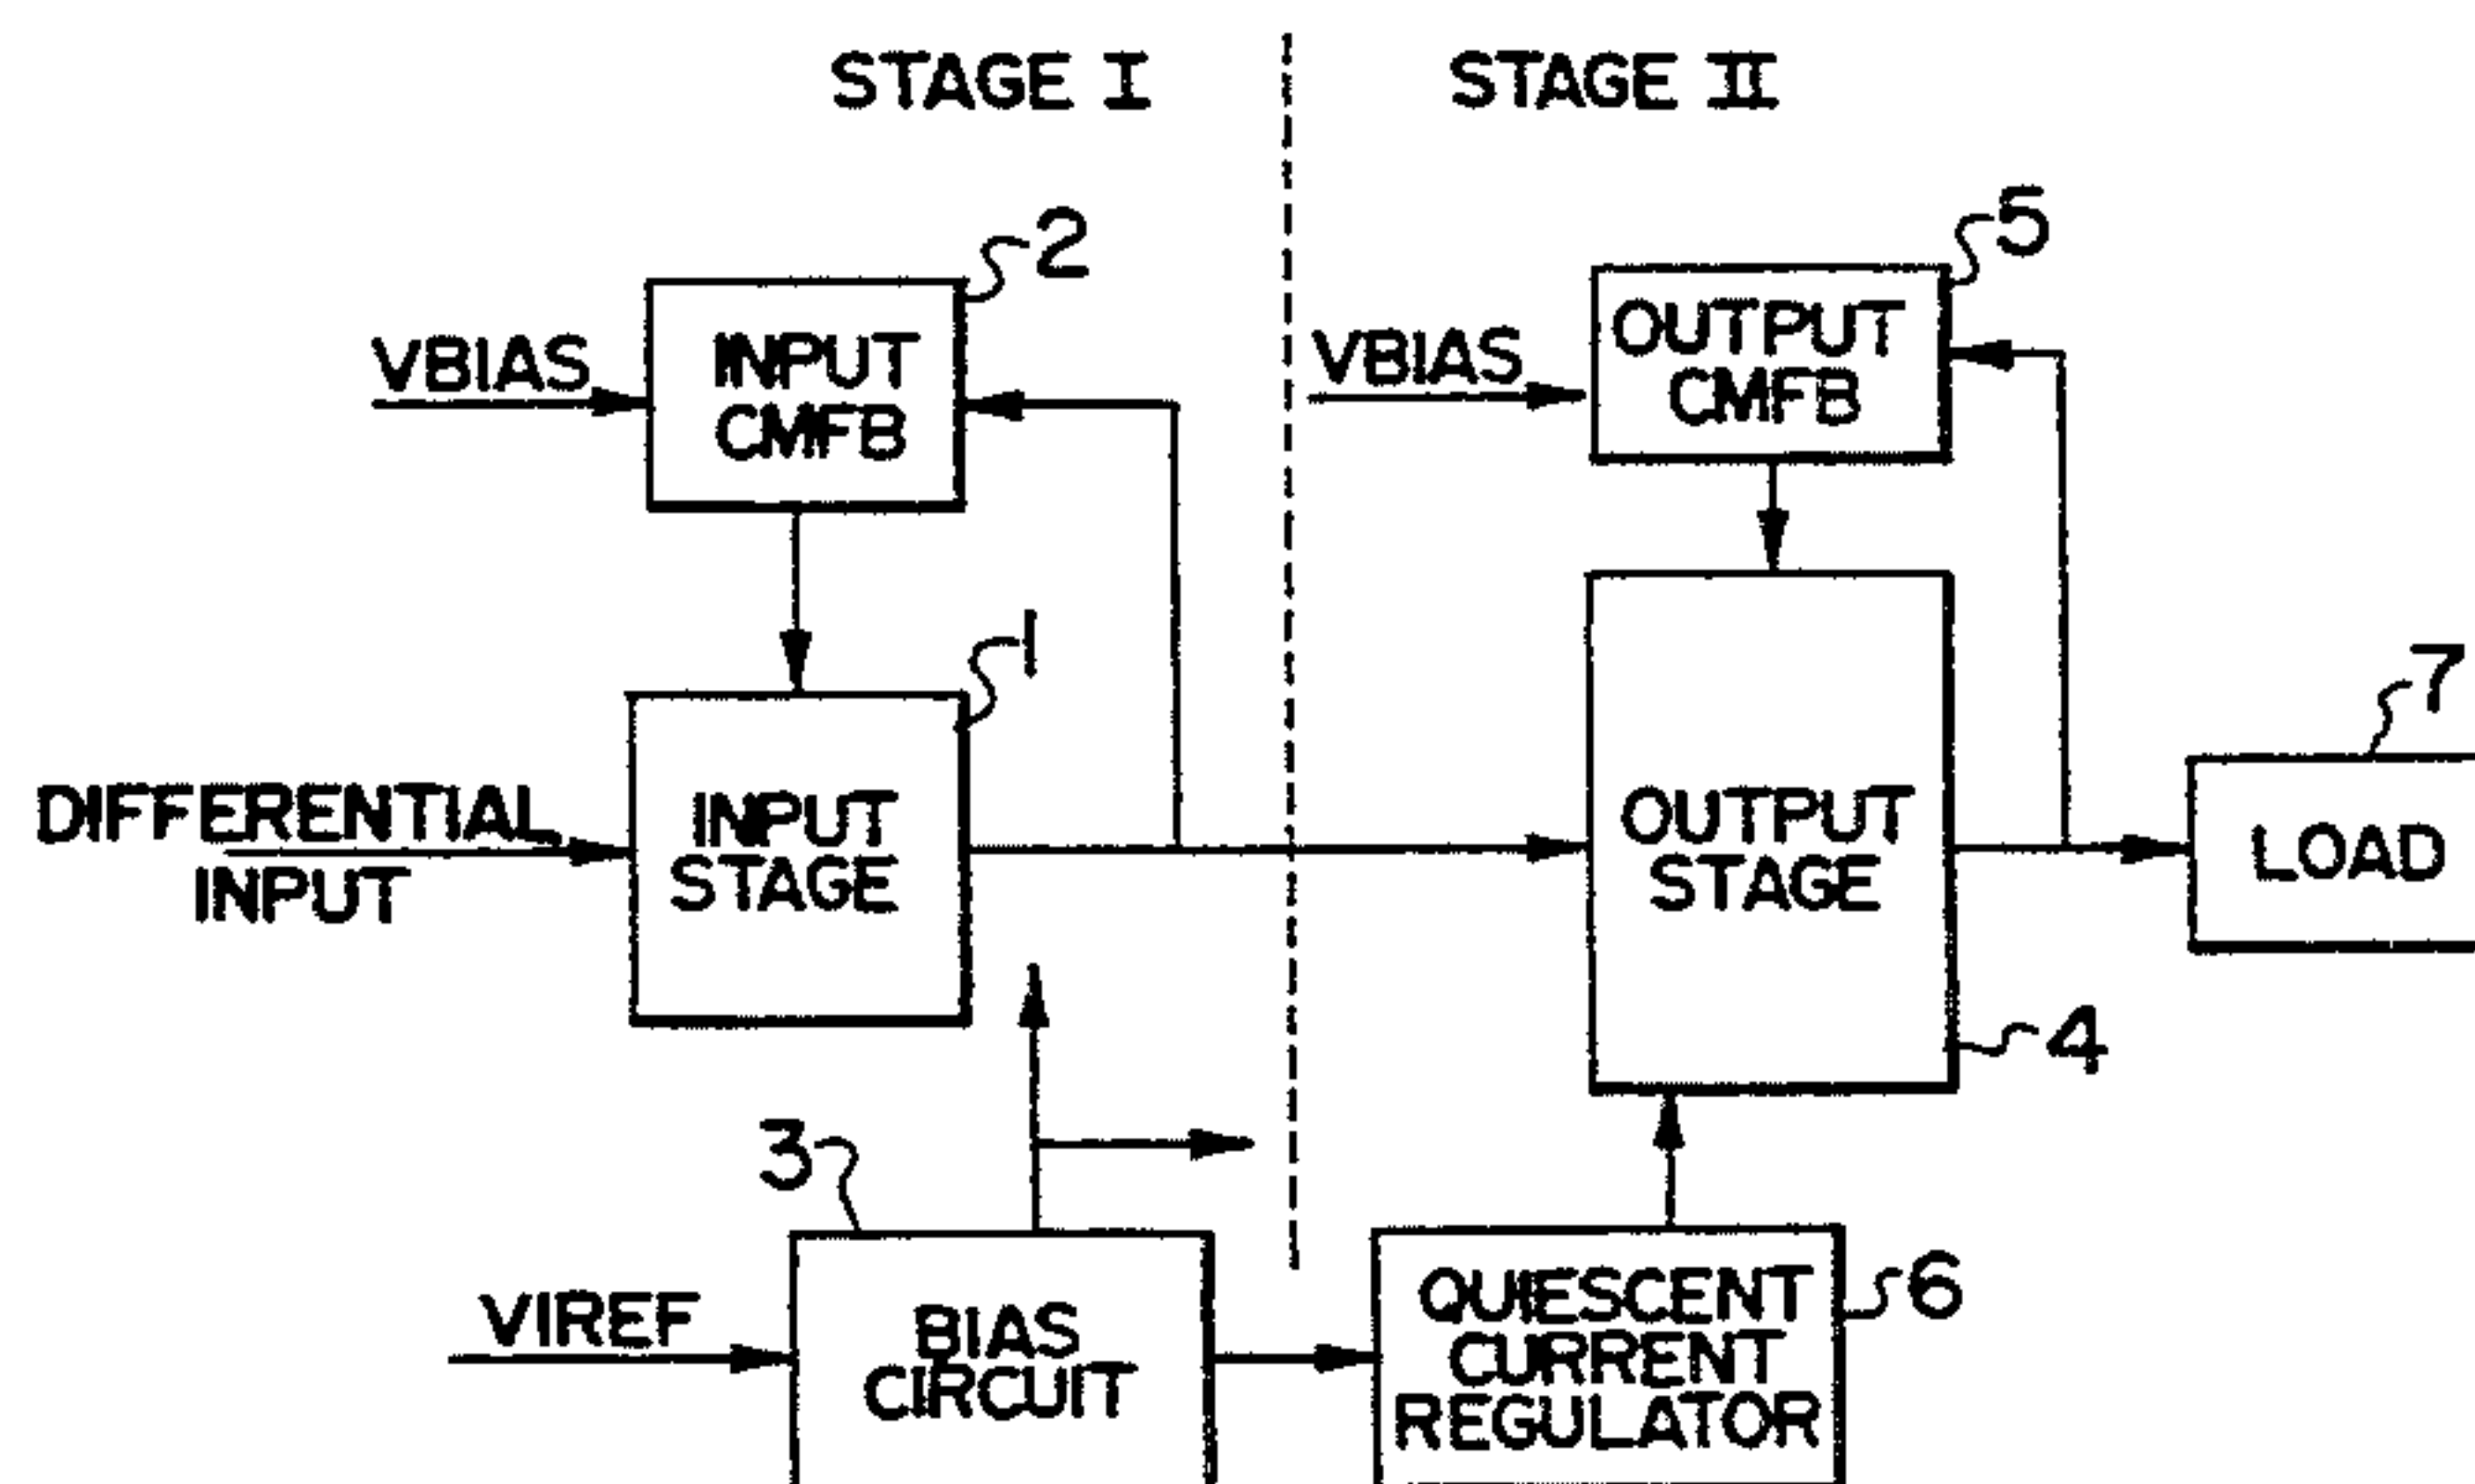 STAGE I
STAGE II
2
5
VBIAS
INPUT
CMFB
VBIAS
OUTPUT
CMFB
1
7
DIFFERENTIAL
INPUT
INPUT
STAGE
OUTPUT
STAGE
LOAD
4
3
6
VIREF
BIAS
CIRCUIT
QUIESCENT
CURRENT
REGULATOR